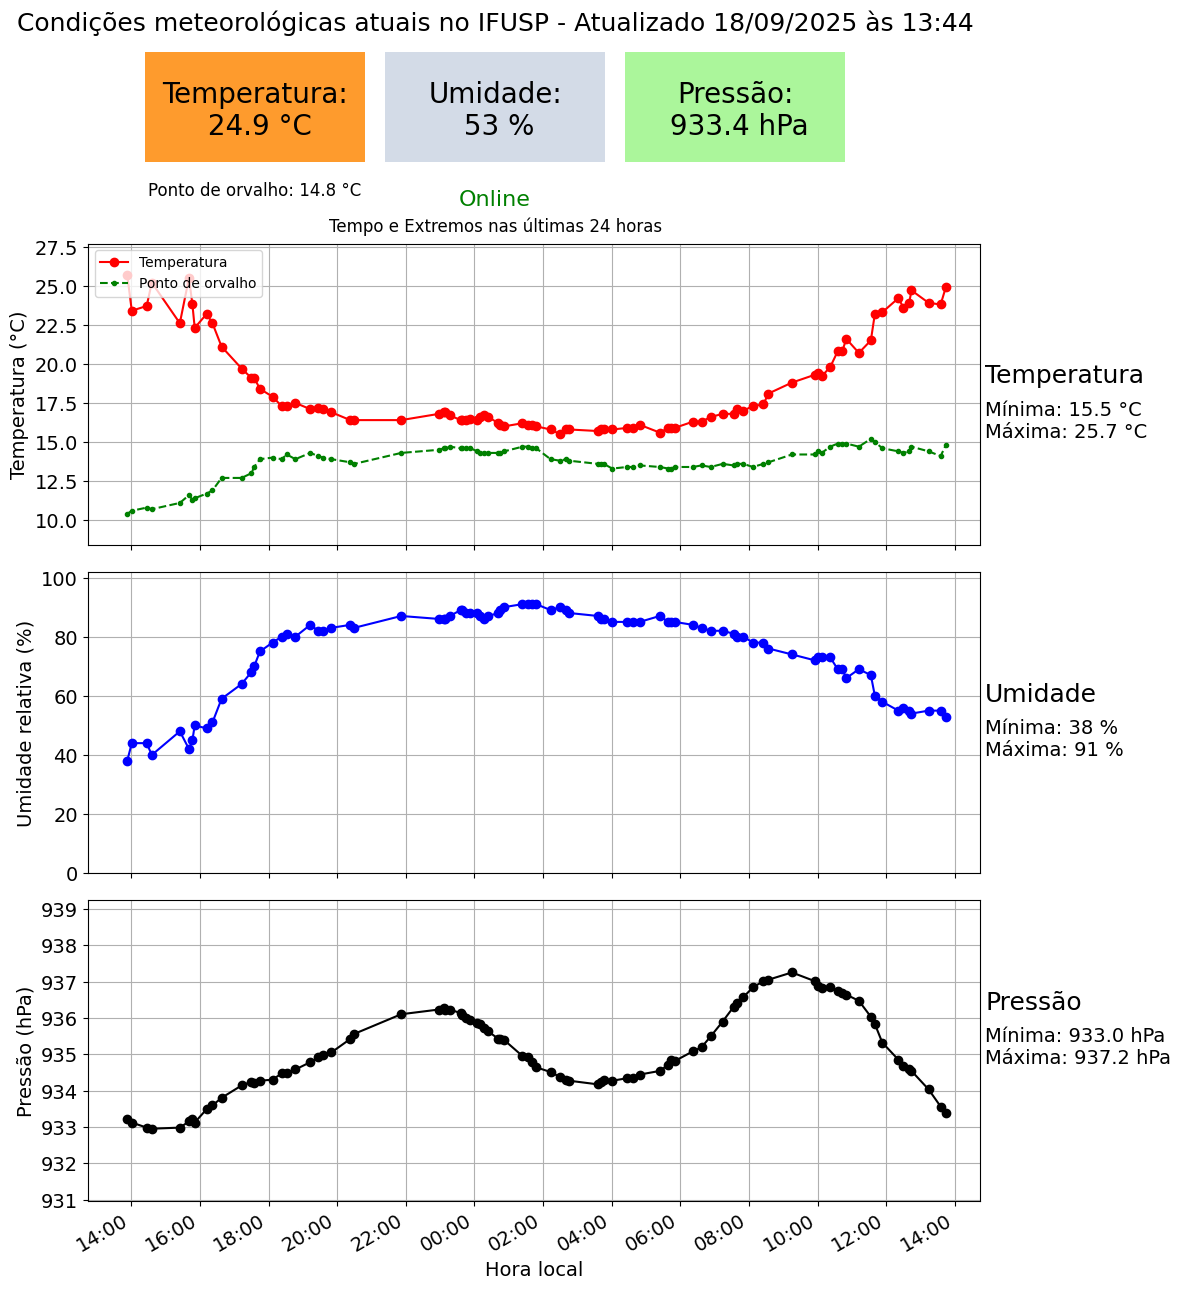 Condições meteorológicas atuais no IFUSP - Atualizado 18/09/2025 às 13:44
Temperatura:
24.9 °C
Umidade:
53 %
Pressão:
933.4 hPa
Ponto de orvalho: 14.8 °C
Online
Tempo e Extremos nas últimas 24 horas
Temperatura (°C)
27.5
25.0
22.5
20.0
17.5
15.0
12.5
10.0
Temperatura
Ponto de orvalho
Temperatura
Mínima: 15.5 °C
Máxima: 25.7 °C
Umidade relativa (%)
100
80
60
40
20
0
Umidade
Mínima: 38 %
Máxima: 91 %
Pressão (hPa)
939
938
937
936
935
934
933
932
931
Pressão
Mínima: 933.0 hPa
Máxima: 937.2 hPa
14:00
16:00
18:00
20:00
22:00
00:00
02:00
04:00
06:00
08:00
10:00
12:00
14:00
Hora local